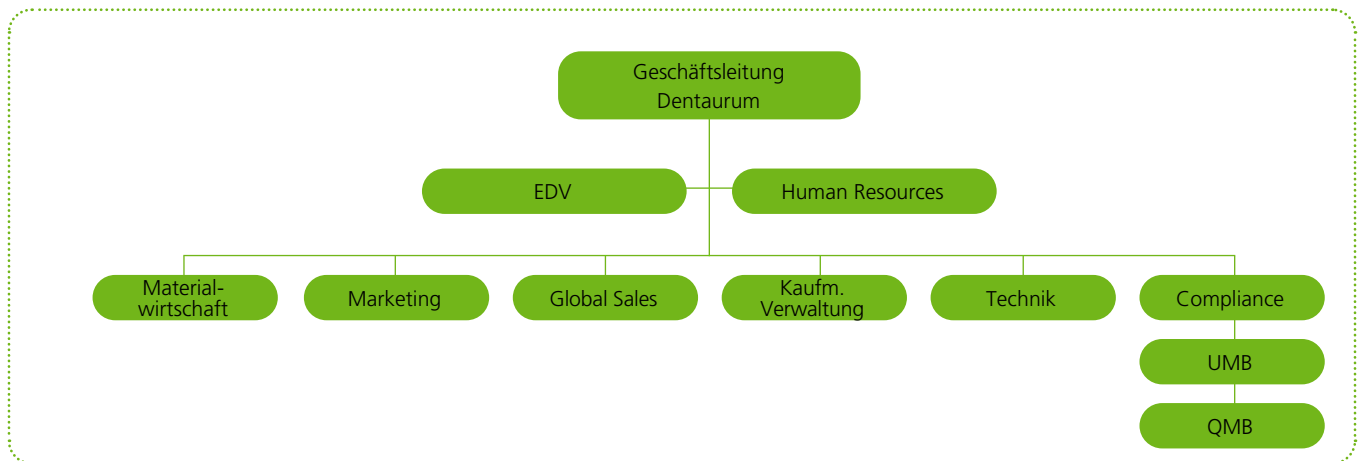 Geschäftsleitung
Dentaurum
EDV
Human Resources
Material-
wirtschaft
Marketing
Global Sales
Kaufm.
Verwaltung
Technik
Compliance
UMB
QMB